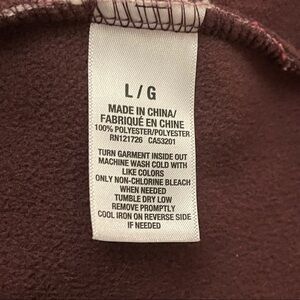 L / G
MADE IN CHINA/
FABRIQUÉ EN CHINE
100% POLYESTER/POLYESTER
RN121726 CA53201
TURN GARMENT INSIDE OUT
MACHINE WASH COLD WITH
LIKE COLORS
ONLY NON-CHLORINE BLEACH
WHEN NEEDED
TUMBLE DRY LOW
REMOVE PROMPTLY
COOL IRON ON REVERSE SIDE
IF NEEDED